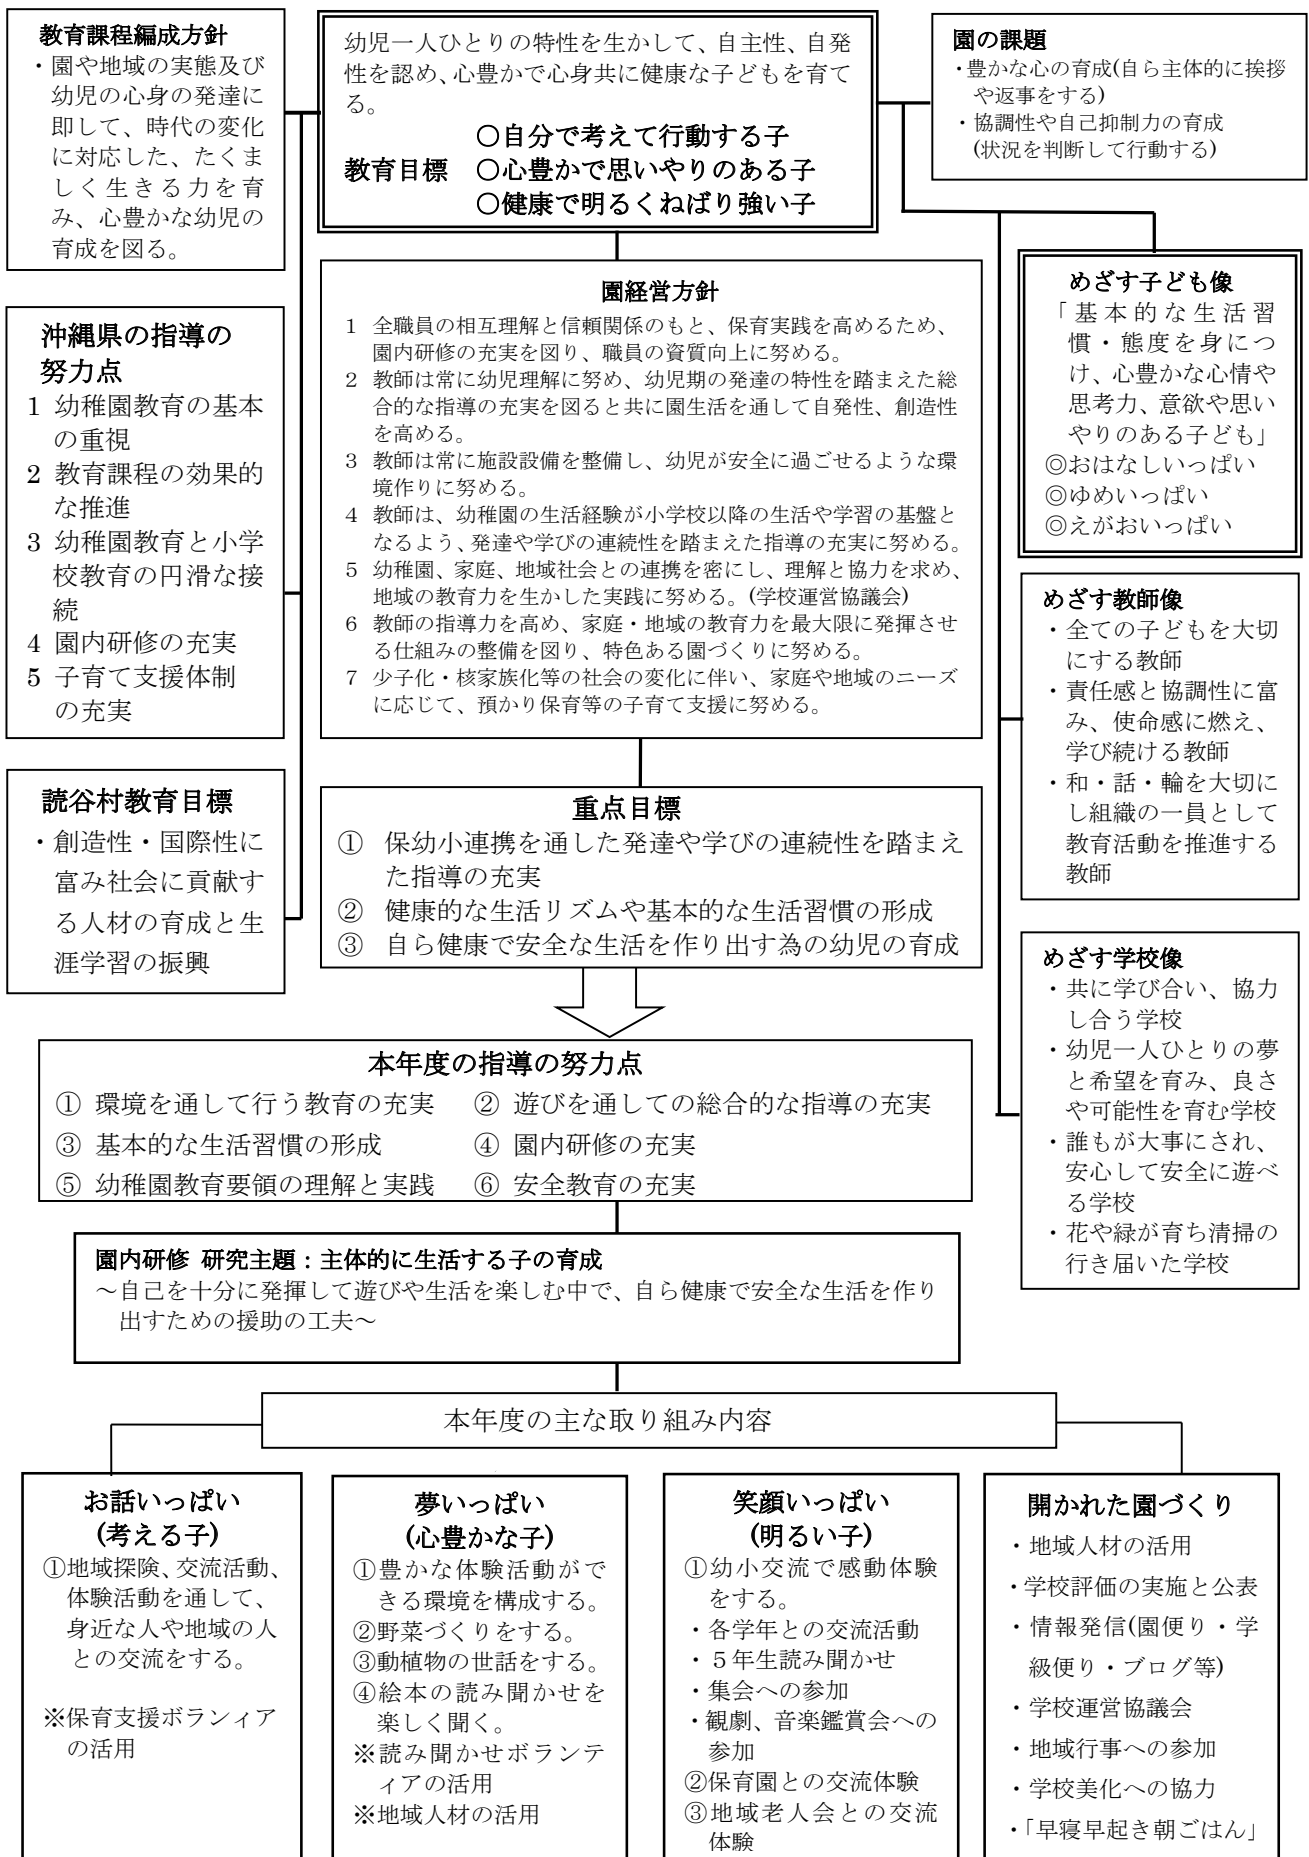 教育課程編成方針
・園や地域の実態及び
幼児の心身の発達に
即して、時代の変化
に対応した、たくま
しく生きる力を育
み、心豊かな幼児の
育成を図る。
幼児一人ひとりの特性を生かして、自主性、自発
性を認め、心豊かで心身共に健康な子どもを育て
る。
〇自分で考えて行動する子
教育目標 〇心豊かで思いやりのある子
〇健康で明るくねばり強い子
園の課題
・豊かな心の育成(自ら主体的に挨拶
や返事をする)
・協調性や自己抑制力の育成
(状況を判断して行動する)
沖縄県の指導の
努力点
1 幼稚園教育の基本
の重視
2 教育課程の効果的
な推進
3 幼稚園教育と小学
校教育の円滑な接
続
4 園内研修の充実
5 子育て支援体制
の充実
読谷村教育目標
・創造性・国際性に
富み社会に貢献す
る人材の育成と生
涯学習の振興
園経営方針
1 全職員の相互理解と信頼関係のもと、保育実践を高めるため、
園内研修の充実を図り、職員の資質向上に努める。
2 教師は常に幼児理解に努め、幼児期の発達の特性を踏まえた総
合的な指導の充実を図ると共に園生活を通して自発性、創造性
を高める。
3 教師は常に施設設備を整備し、幼児が安全に過ごせるような環
境作りに努める。
4 教師は、幼稚園の生活経験が小学校以降の生活や学習の基盤と
なるよう、発達や学びの連続性を踏まえた指導の充実に努める。
5 幼稚園、家庭、地域社会との連携を密にし、理解と協力を求め、
地域の教育力を生かした実践に努める。(学校運営協議会)
6 教師の指導力を高め、家庭・地域の教育力を最大限に発揮させ
る仕組みの整備を図り、特色ある園づくりに努める。
7 少子化・核家族化等の社会の変化に伴い、家庭や地域のニーズ
に応じて、預かり保育等の子育て支援に努める。
重点目標
① 保幼小連携を通した発達や学びの連続性を踏まえ
た指導の充実
② 健康的な生活リズムや基本的な生活習慣の形成
③ 自ら健康で安全な生活を作り出す為の幼児の育成
めざす子ども像
「基本的な生活習
慣・態度を身につ
け、心豊かな心情や
思考力、意欲や思い
やりのある子ども」
◎おはなしいっぱい
◎ゆめいっぱい
◎えがおいっぱい
めざす教師像
・全ての子どもを大切
にする教師
・責任感と協調性に富
み、使命感に燃え、
学び続ける教師
・和・話・輪を大切に
し組織の一員として
教育活動を推進する
教師
めざす学校像
・共に学び合い、協力
し合う学校
・幼児一人ひとりの夢
と希望を育み、良さ
や可能性を育む学校
・誰もが大事にされ、
安心して安全に遊べ
る学校
・花や緑が育ち清掃の
行き届いた学校
本年度の指導の努力点
① 環境を通して行う教育の充実 ② 遊びを通しての総合的な指導の充実
③ 基本的な生活習慣の形成 ④ 園内研修の充実
⑤ 幼稚園教育要領の理解と実践 ⑥ 安全教育の充実
園内研修 研究主題：主体的に生活する子の育成
～自己を十分に発揮して遊びや生活を楽しむ中で、自ら健康で安全な生活を作り
出すための援助の工夫～
本年度の主な取り組み内容
お話いっぱい
(考える子)
①地域探険、交流活動、
体験活動を通して、
身近な人や地域の人
との交流をする。
※保育支援ボランィア
の活用
夢いっぱい
(心豊かな子)
①豊かな体験活動がで
きる環境を構成する。
②野菜づくりをする。
③動植物の世話をする。
④絵本の読み聞かせを
楽しく聞く。
※読み聞かせボランテ
ィアの活用
※地域人材の活用
笑顔いっぱい
(明るい子)
①幼小交流で感動体験
をする。
・各学年との交流活動
・５年生読み聞かせ
・集会への参加
・観劇、音楽鑑賞会への
参加
②保育園との交流体験
③地域老人会との交流
体験
開かれた園づくり
・地域人材の活用
・学校評価の実施と公表
・情報発信(園便り・学
級便り・ブログ等)
・学校運営協議会
・地域行事への参加
・学校美化への協力
・「早寝早起き朝ごはん」